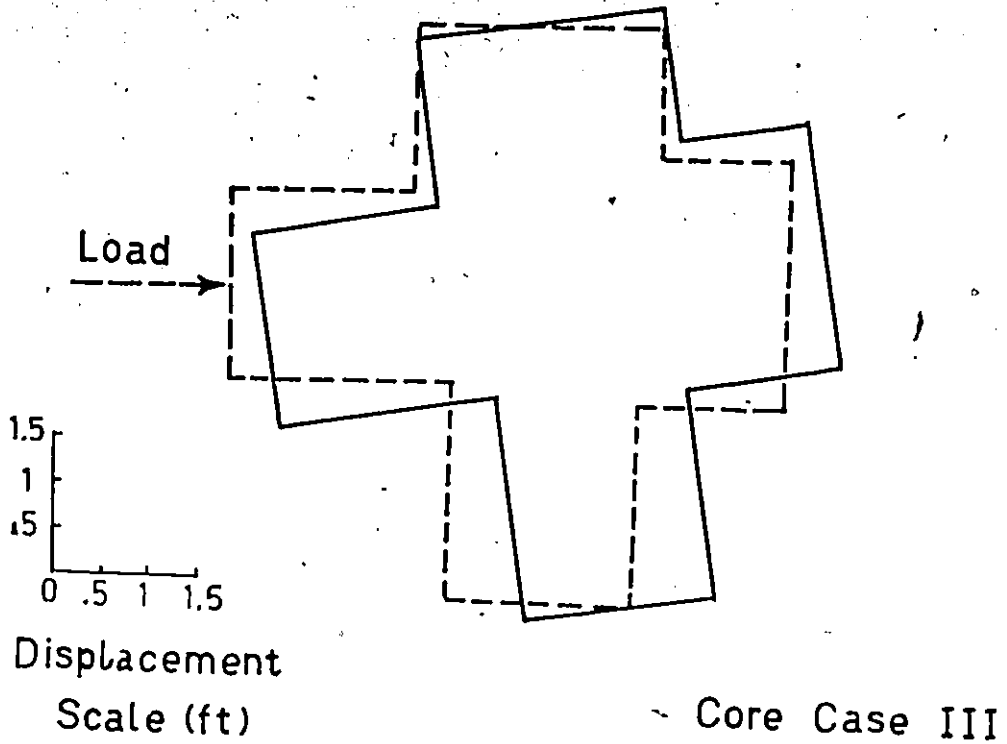 Load
1.5
1
.5
0 .5 1 1.5
Displacement
Scale (ft)
Core Case III